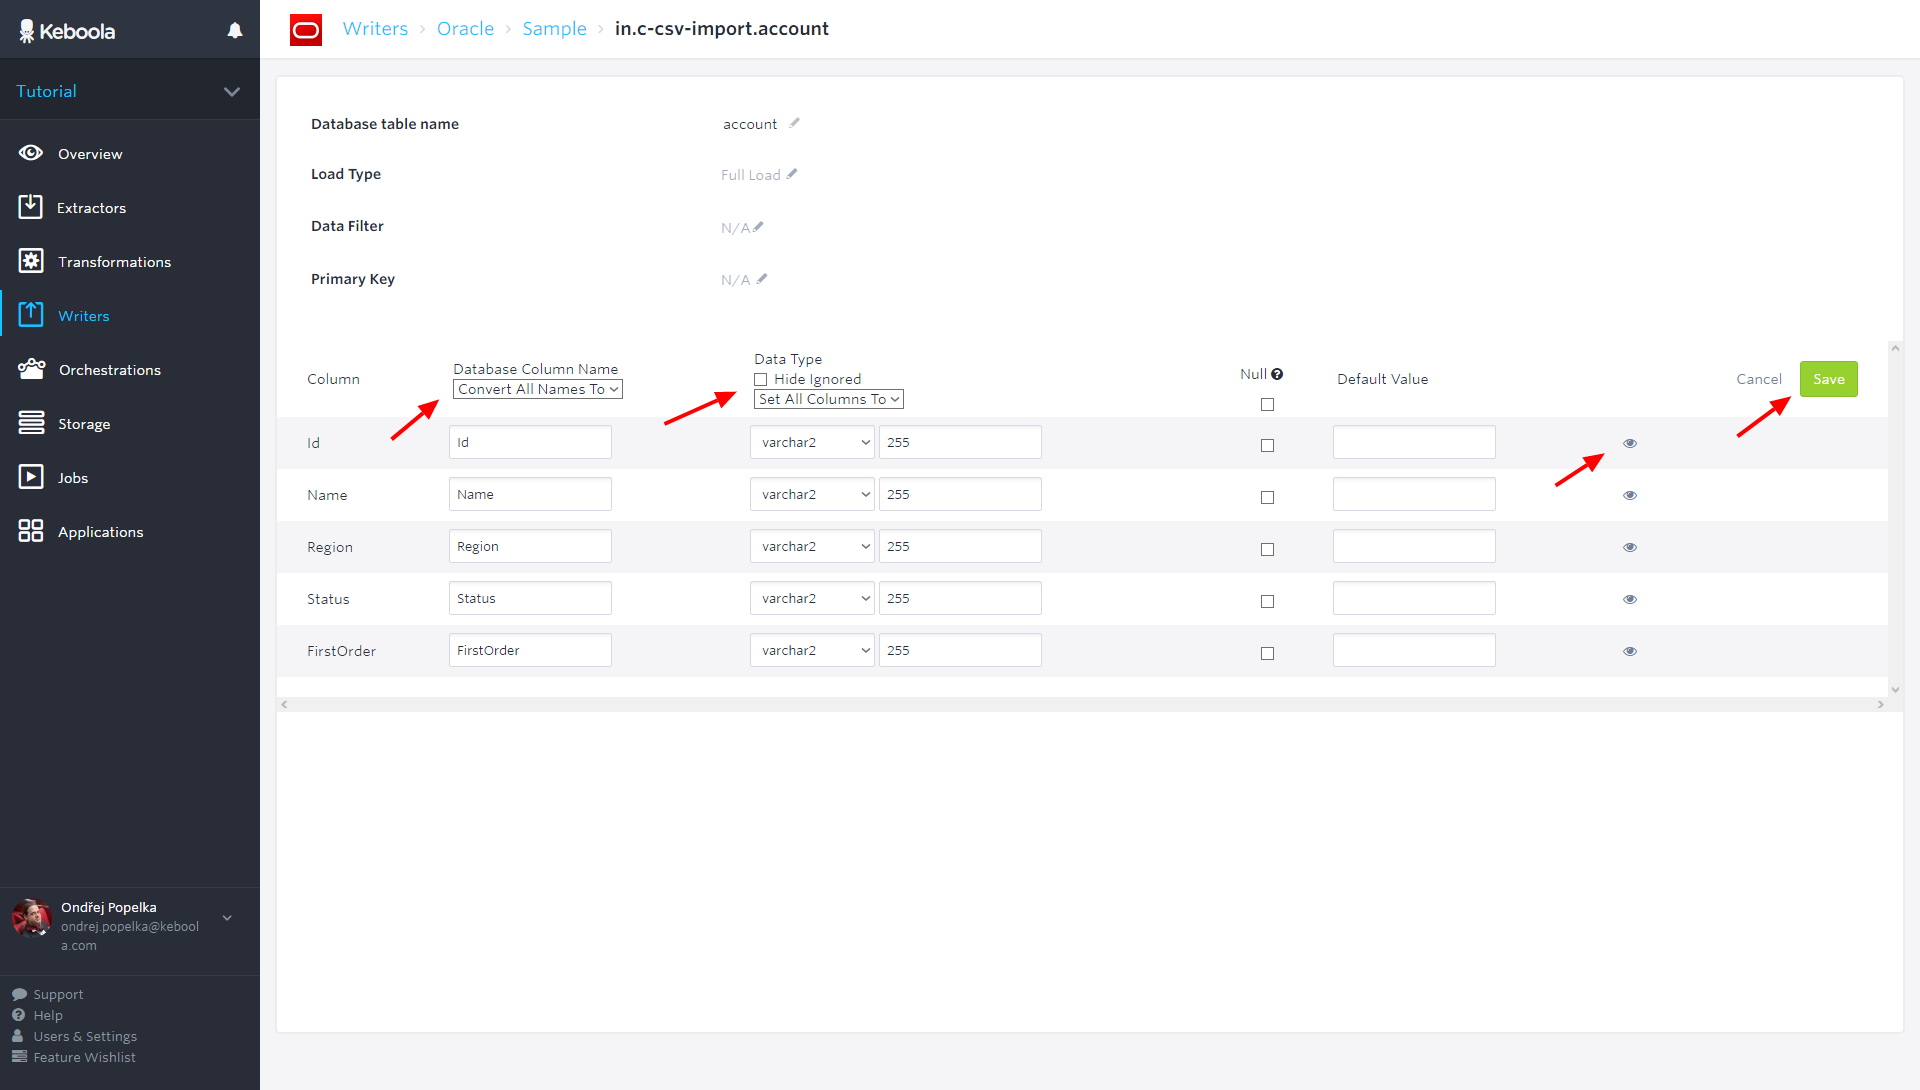 Keboola
Writers › Oracle › Sample › in.c-csv-import.account
Tutorial
Overview
Extractors
Transformations
Writers
Orchestrations
Storage
Jobs
Applications
Ondřej Popelka
ondrej.popelka@kebool
a.com
Support
Help
Users & Settings
Feature Wishlist
Database table name account
Load Type Full Load
Data Filter N/A
Primary Key N/A
Column
Database Column Name
Convert All Names To
Data Type
Hide Ignored
Set All Columns To
Null ?
Default Value
Cancel Save
Id Id varchar2 255
Name Name varchar2 255
Region Region varchar2 255
Status Status varchar2 255
FirstOrder FirstOrder varchar2 255